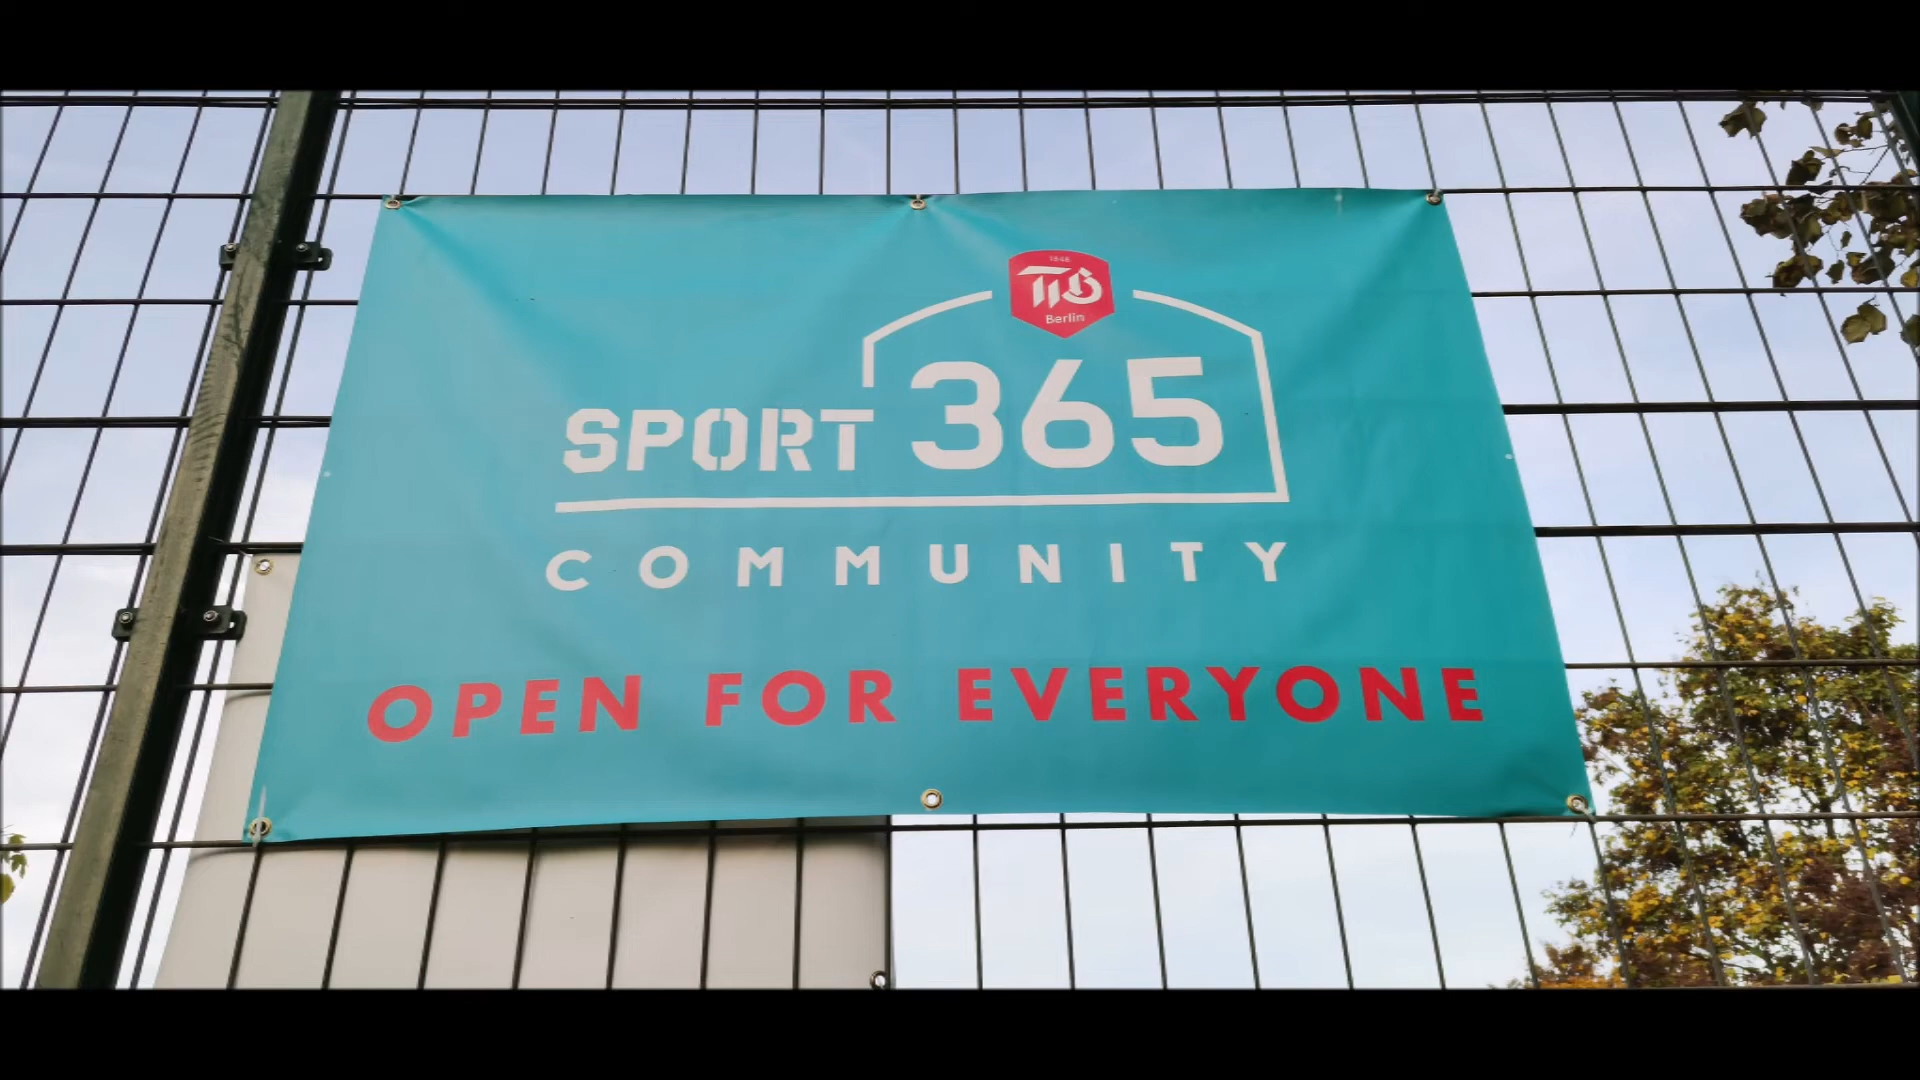 1848
TiB
Berlin
SPORT 365
COMMUNITY
OPEN FOR EVERYONE